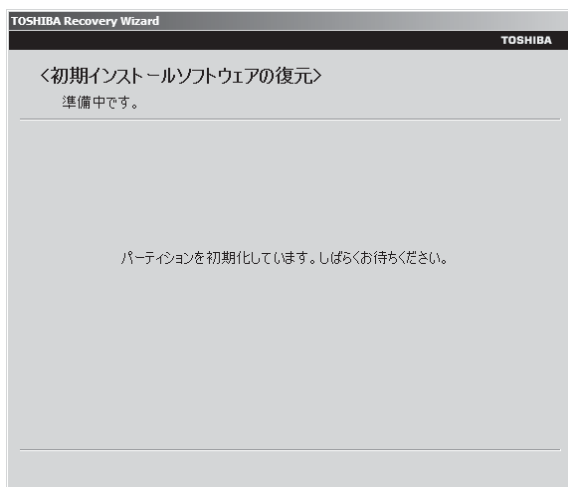 TOSHIBA Recovery Wizard
TOSHIBA
<初期インストールソフトウェアの復元>
準備中です。
パーティションを初期化しています。しばらくお待ちください。